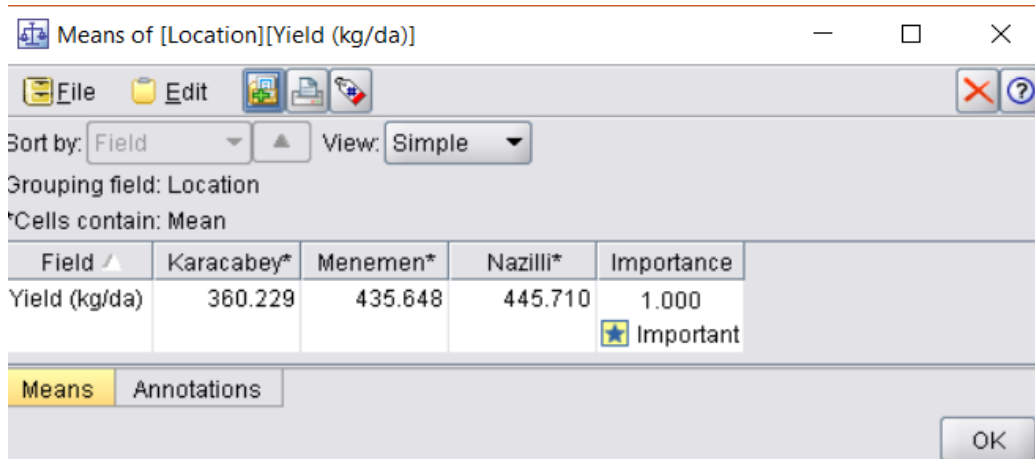 Means of [Location][Yield (kg/da)]
File Edit
Sort by: Field View: Simple
Grouping field: Location
*Cells contain: Mean
Field Karacabey* Menemen* Nazilli* Importance
Yield (kg/da) 360.229 435.648 445.710 1.000
Important
Means Annotations
OK